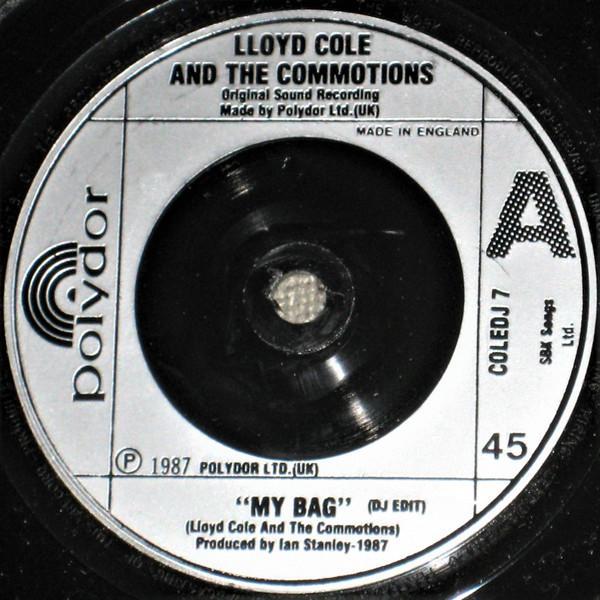 LLOYD COLE
AND THE COMMOTIONS
Original Sound Recording
Made by Polydor Ltd.(UK)
MADE IN ENGLAND
polydor
A
COLEDJ 7
SBK Songs
Ltd.
45
Ⓟ 1987 POLYDOR LTD.(UK)
"MY BAG" (DJ EDIT)
(Lloyd Cole And The Commotions)
Produced by Ian Stanley-1987